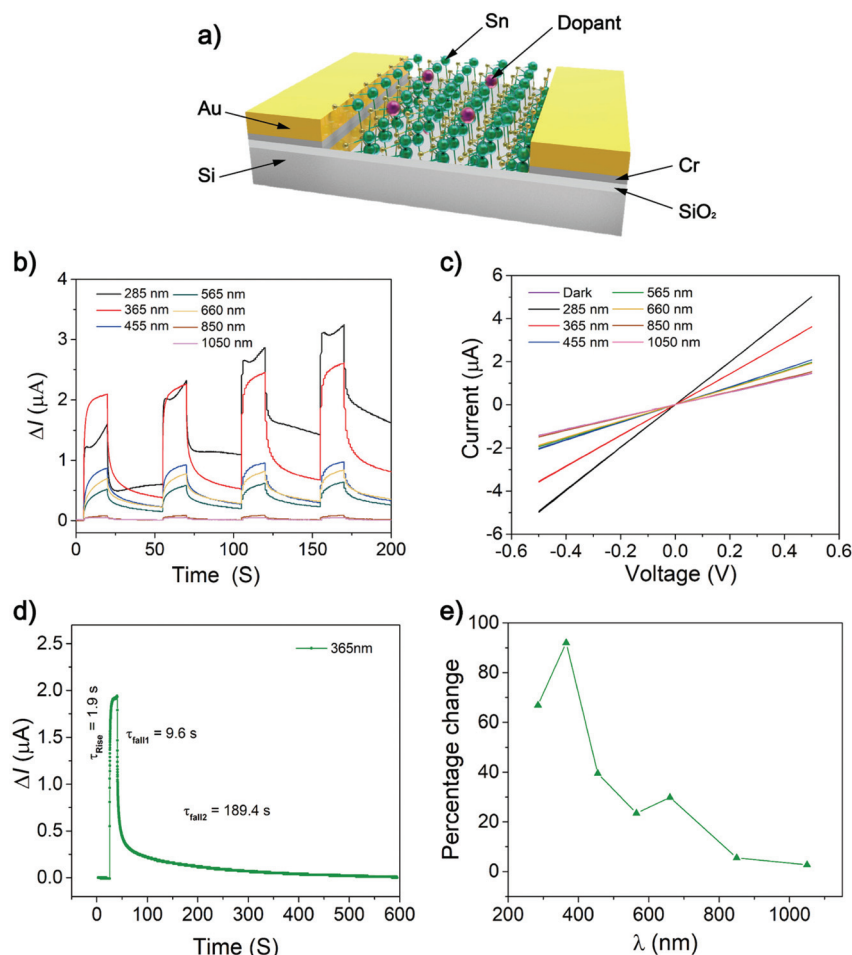 a)
Sn
Dopant
Au
Si
Cr
SiO₂
b)
ΔI (μA)
4
3
2
1
0
285 nm
365 nm
455 nm
565 nm
660 nm
850 nm
1050 nm
0
50
100
150
200
Time (S)
c)
Current (μA)
6
4
2
0
-2
-4
-6
Dark
285 nm
365 nm
455 nm
565 nm
660 nm
850 nm
1050 nm
-0.6
-0.4
-0.2
0.0
0.2
0.4
0.6
Voltage (V)
d)
ΔI (μA)
2.5
2.0
1.5
1.0
0.5
0.0
365nm
τRise = 1.9 s
τfall1 = 9.6 s
τfall2 = 189.4 s
0
100
200
300
400
500
600
Time (S)
e)
Percentage change
100
80
60
40
20
0
200
400
600
800
1000
λ (nm)